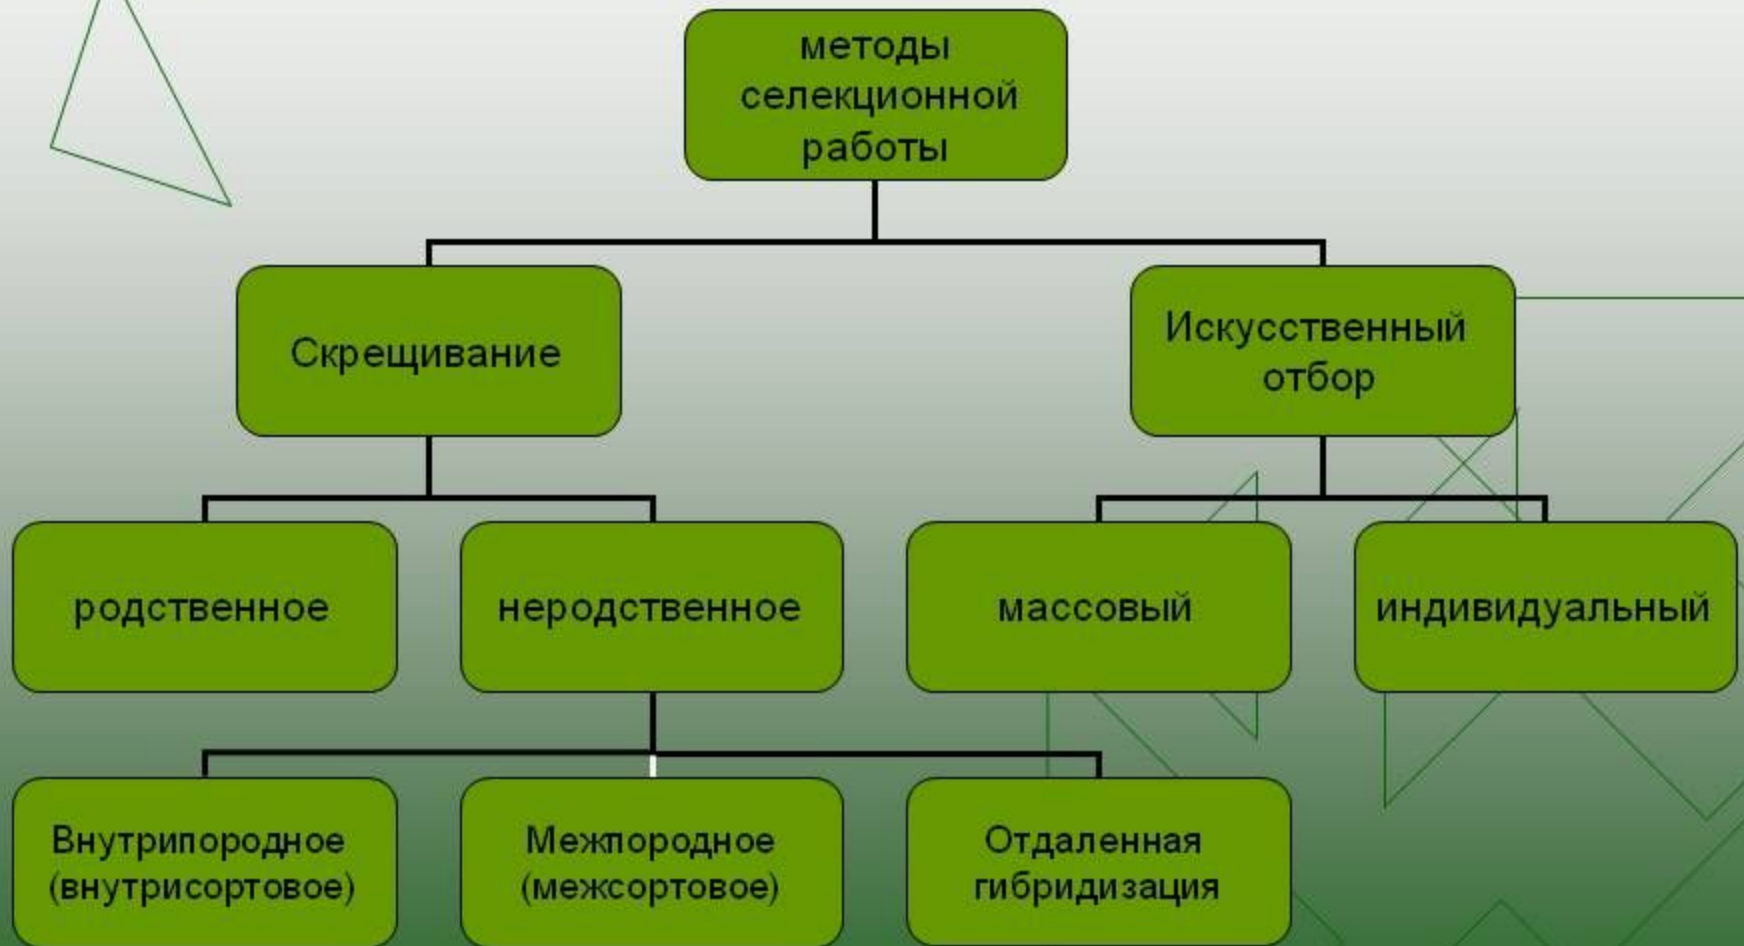 методы
селекционной
работы
Скрещивание
Искусственный
отбор
родственное
неродственное
массовый
индивидуальный
Внутрипородное
(внутрисортовое)
Межпородное
(межсортовое)
Отдаленная
гибридизация